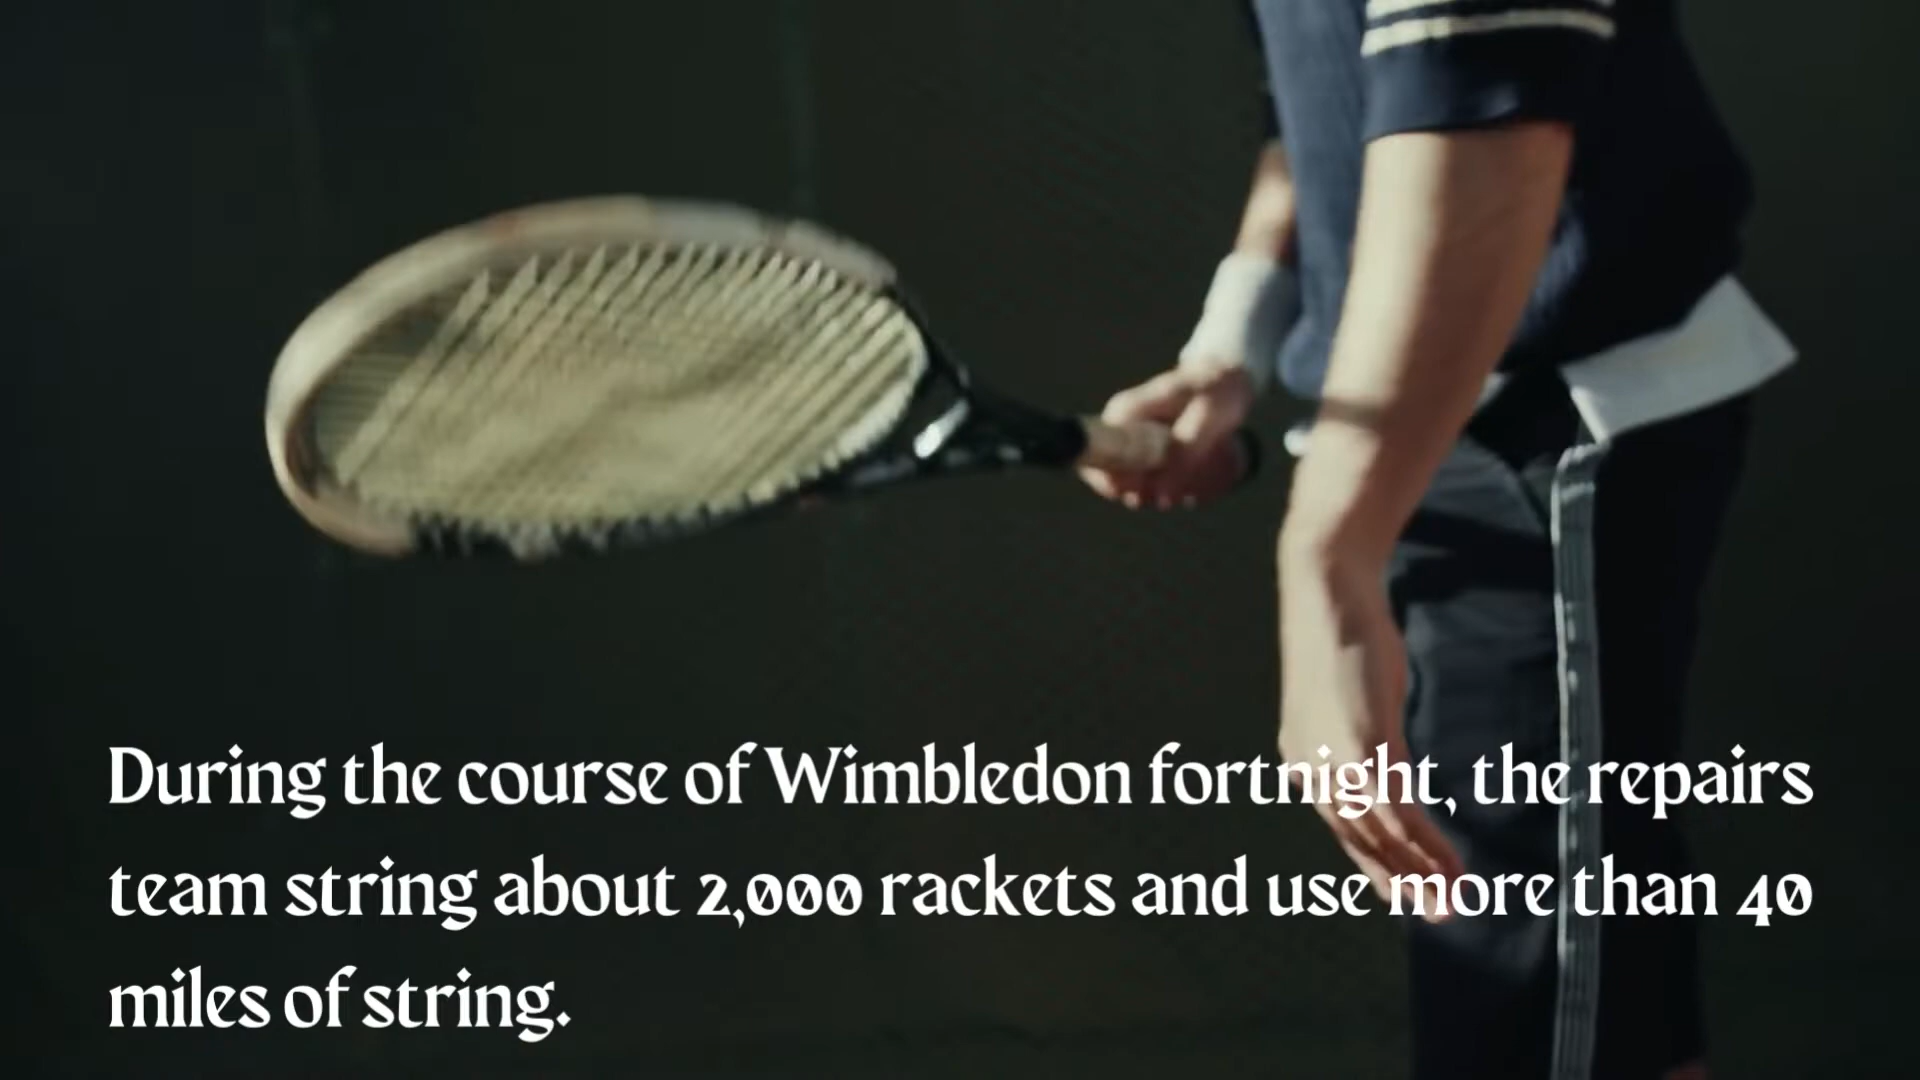 During the course of Wimbledon fortnight, the repairs
team string about 2,000 rackets and use more than 40
miles of string.